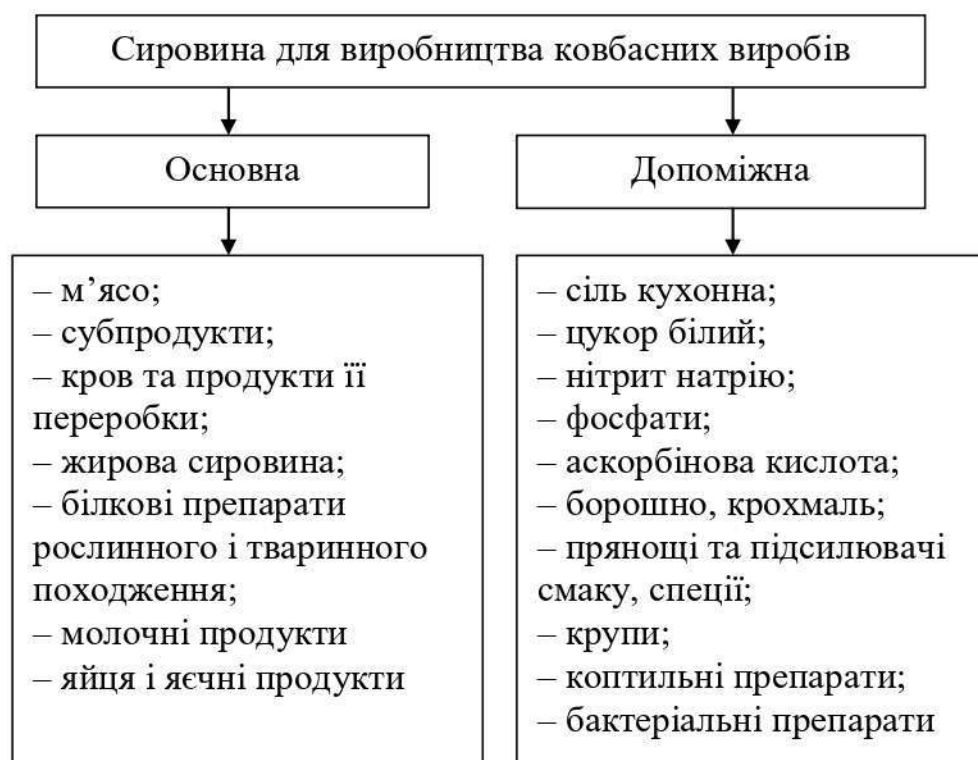 Сировина для виробництва ковбасних виробів
Основна
Допоміжна
– м’ясо;
– субпродукти;
– кров та продукти її
переробки;
– жирова сировина;
– білкові препарати
рослинного і тваринного
походження;
– молочні продукти
– яйця і яєчні продукти
– сіль кухонна;
– цукор білий;
– нітрит натрію;
– фосфати;
– аскорбінова кислота;
– борошно, крохмаль;
– прянощі та підсилювачі
смаку, спеції;
– крупи;
– коптильні препарати;
– бактеріальні препарати